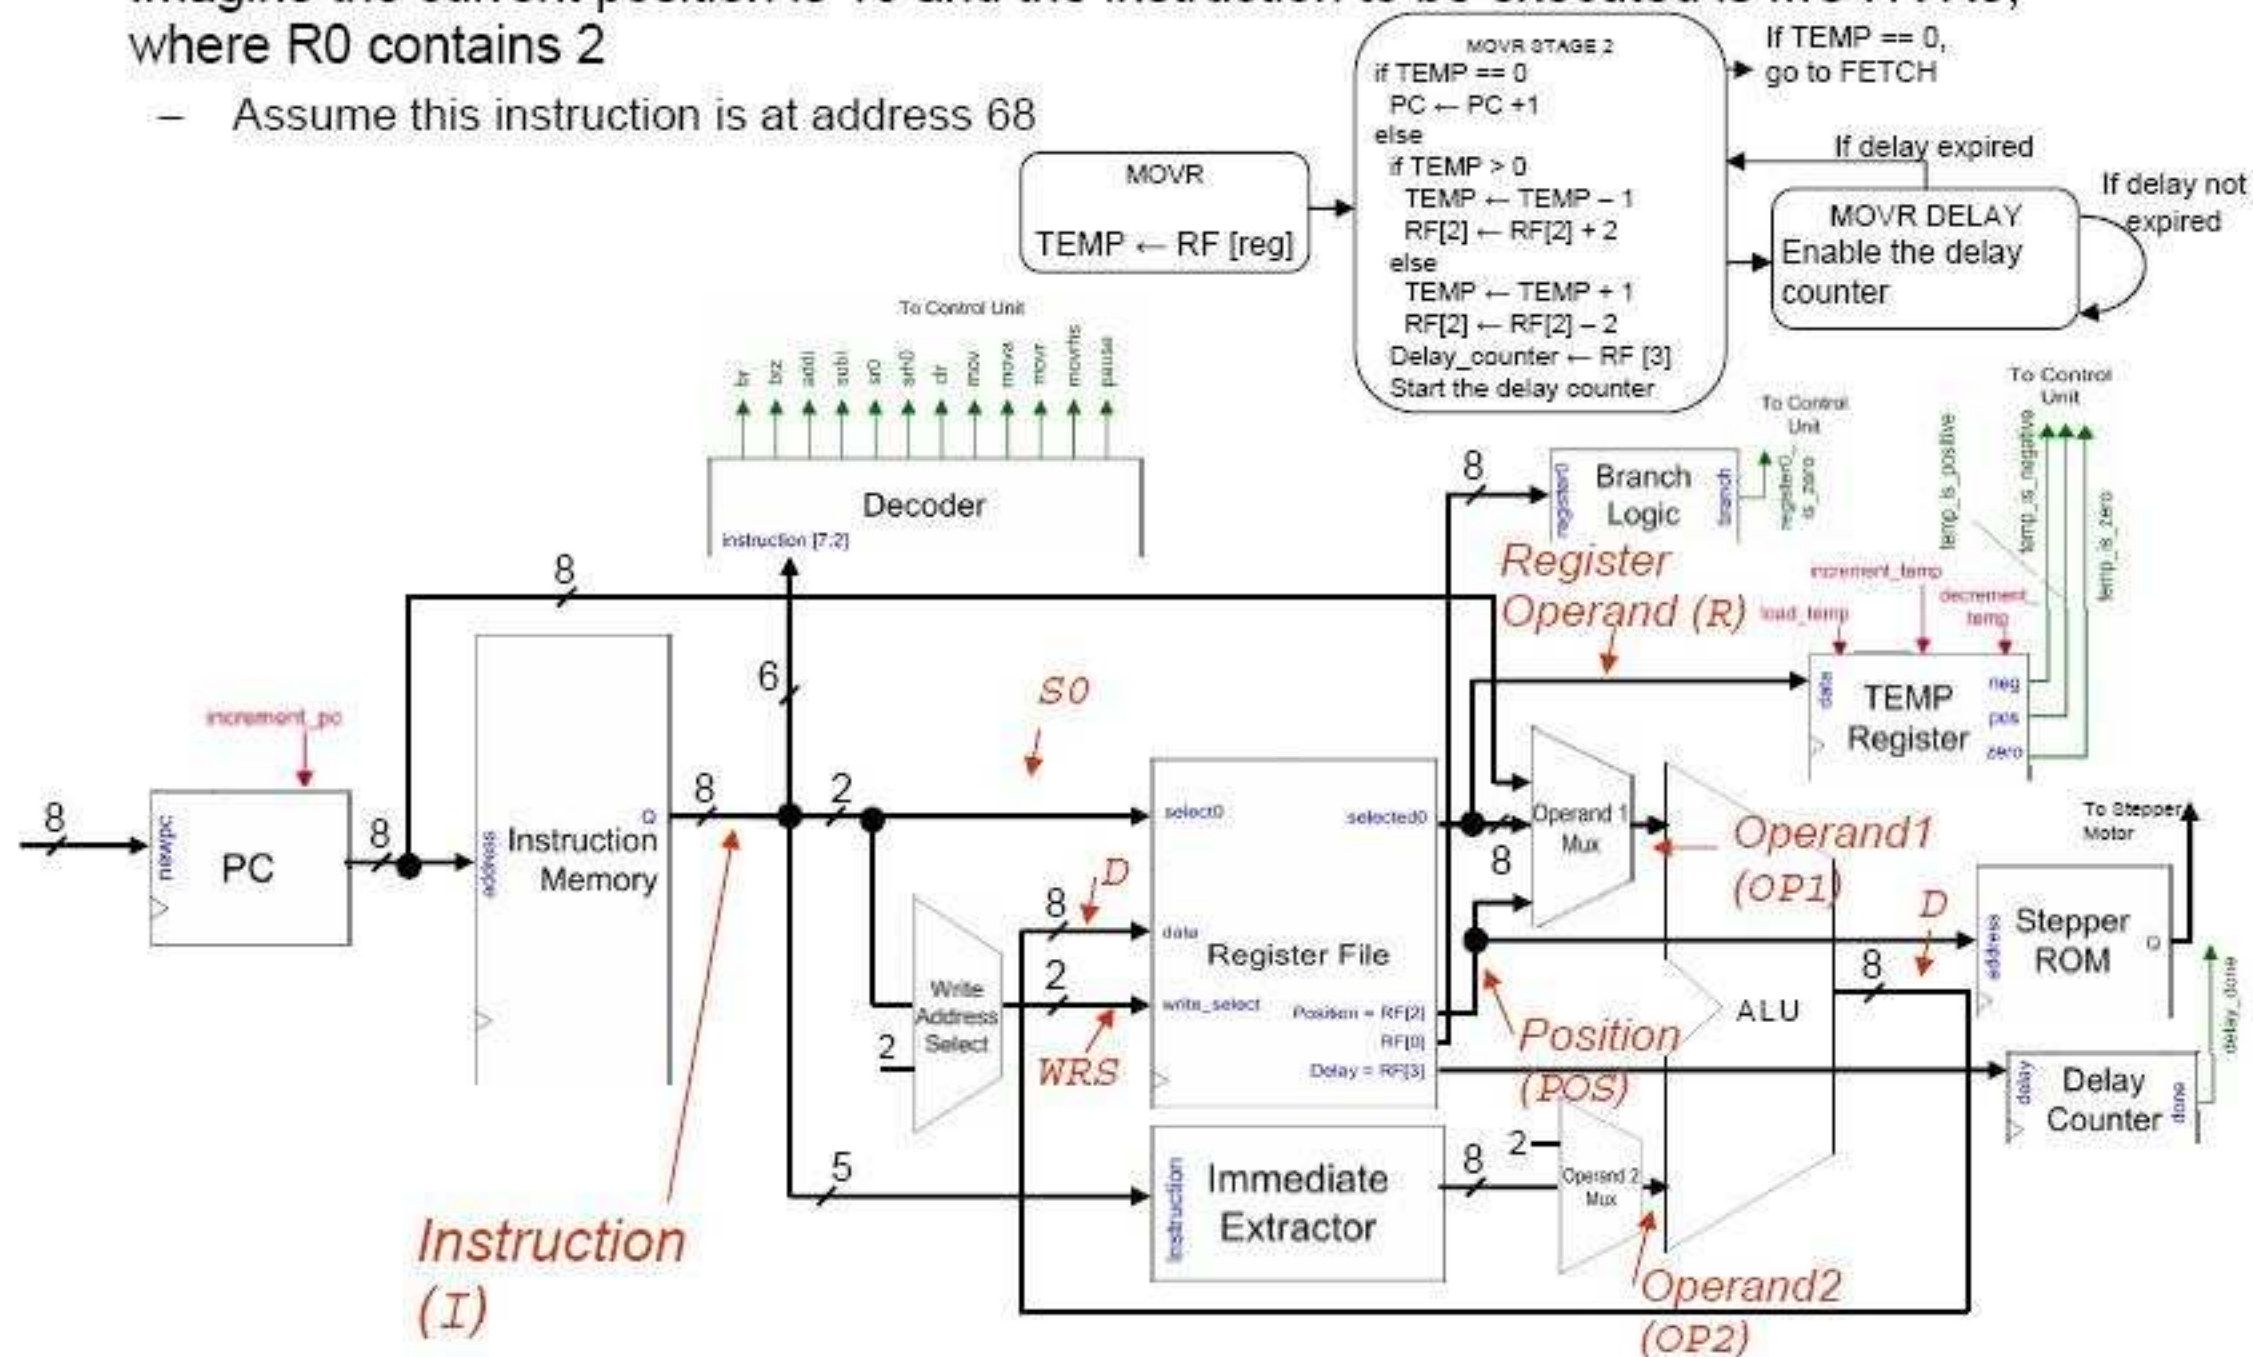 where R0 contains 2
– Assume this instruction is at address 68
MOVR STAGE 2
if TEMP == 0
PC ← PC +1
else
if TEMP > 0
TEMP ← TEMP – 1
RF[2] ← RF[2] + 2
else
TEMP ← TEMP + 1
RF[2] ← RF[2] – 2
Delay_counter ← RF [3]
Start the delay counter
If TEMP == 0,
go to FETCH
MOVR
TEMP ← RF [reg]
If delay expired
If delay not
expired
MOVR DELAY
Enable the delay
counter
To Control Unit
br
brz
addi
subi
sr0
srh0
clr
mov
mova
movr
movrhs
pause
Decoder
instruction [7:2]
8
Branch
Logic
register0
branch
To Control
Unit
register0_
is_zero
To Control
Unit
temp_is_positive
temp_is_negative
temp_is_zero
Register
Operand (R)
load_temp
increment_temp
decrement_
temp
data
TEMP
Register
neg
pos
zero
8
6
increment_pc
8
newpc
PC
8
address
Instruction
Memory
Q
8
2
S0
select0
selected0
D
8
data
Register File
2
write_select
WRS
Write
Address
Select
2
Position = RF[2]
RF[0]
Delay = RF[3]
8
Operand 1
Mux
Operand1
(OP1)
ALU
D
8
To Stepper
Motor
address
Stepper
ROM
Q
delay_done
Position
(POS)
delay
Delay
Counter
done
5
Instruction
Immediate
Extractor
8
2
Operand 2
Mux
Operand2
(OP2)
Instruction
(I)